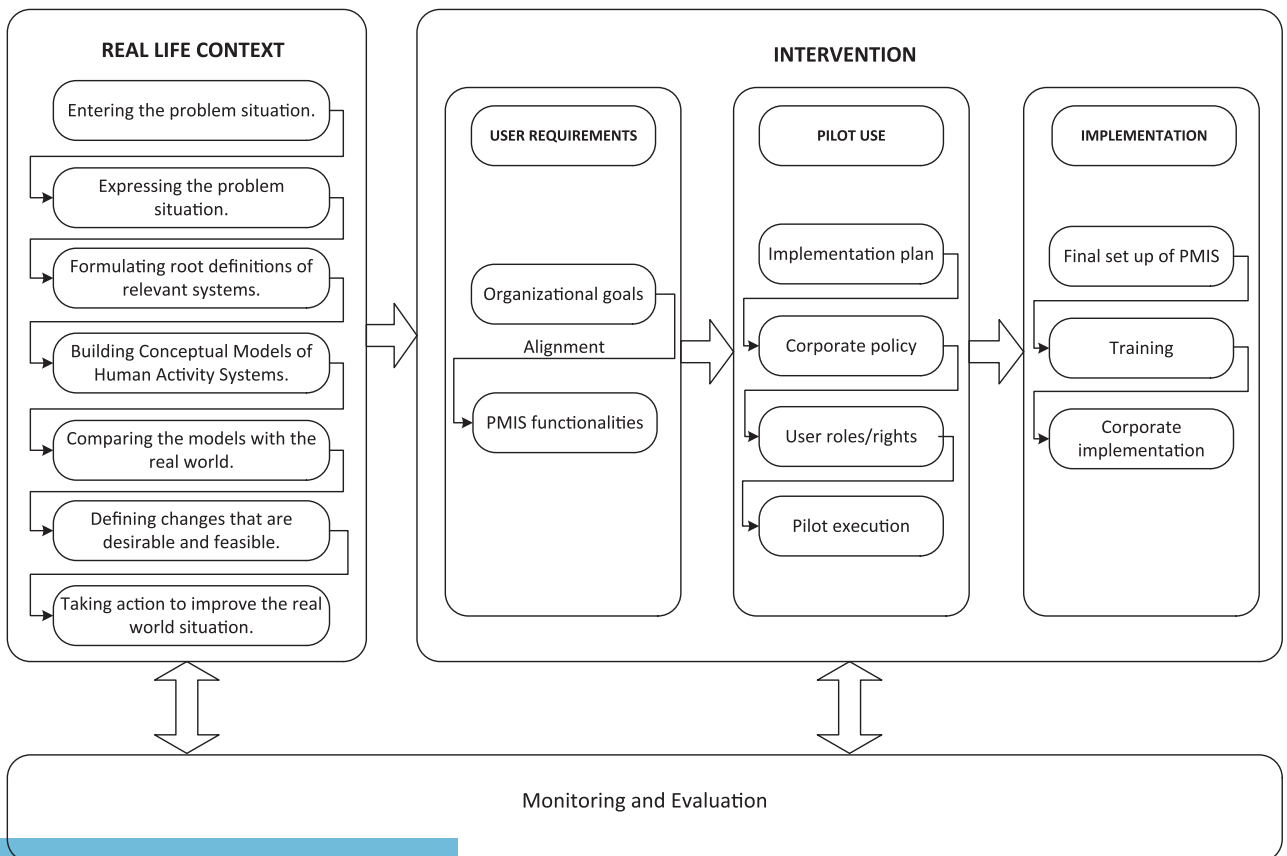 REAL LIFE CONTEXT
Entering the problem situation.
Expressing the problem
situation.
Formulating root definitions of
relevant systems.
Building Conceptual Models of
Human Activity Systems.
Comparing the models with the
real world.
Defining changes that are
desirable and feasible.
Taking action to improve the real
world situation.
INTERVENTION
USER REQUIREMENTS
Organizational goals
Alignment
PMIS functionalities
PILOT USE
Implementation plan
Corporate policy
User roles/rights
Pilot execution
IMPLEMENTATION
Final set up of PMIS
Training
Corporate
implementation
Monitoring and Evaluation